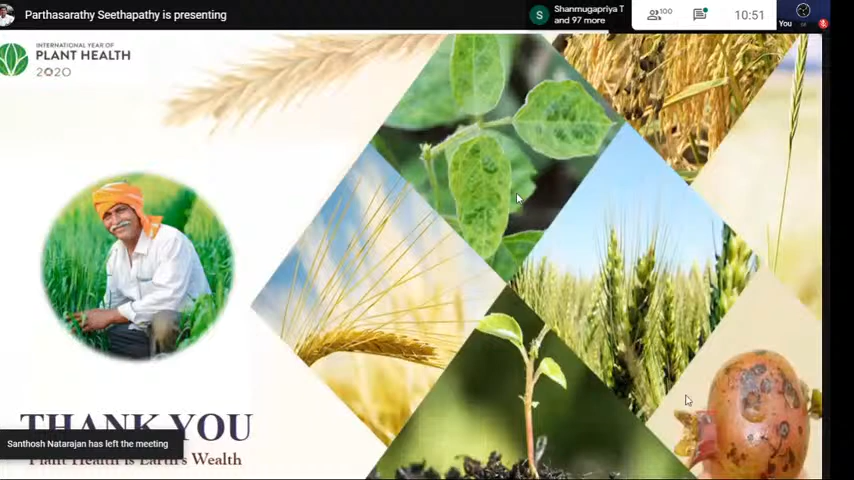 Parthasarathy Seethapathy is presenting
S
Shanmugapriya T
and 97 more
100
10:51
You
INTERNATIONAL YEAR OF
PLANT HEALTH
2020
THANK YOU
Santhosh Natarajan has left the meeting
Plant Health is Earth's Wealth